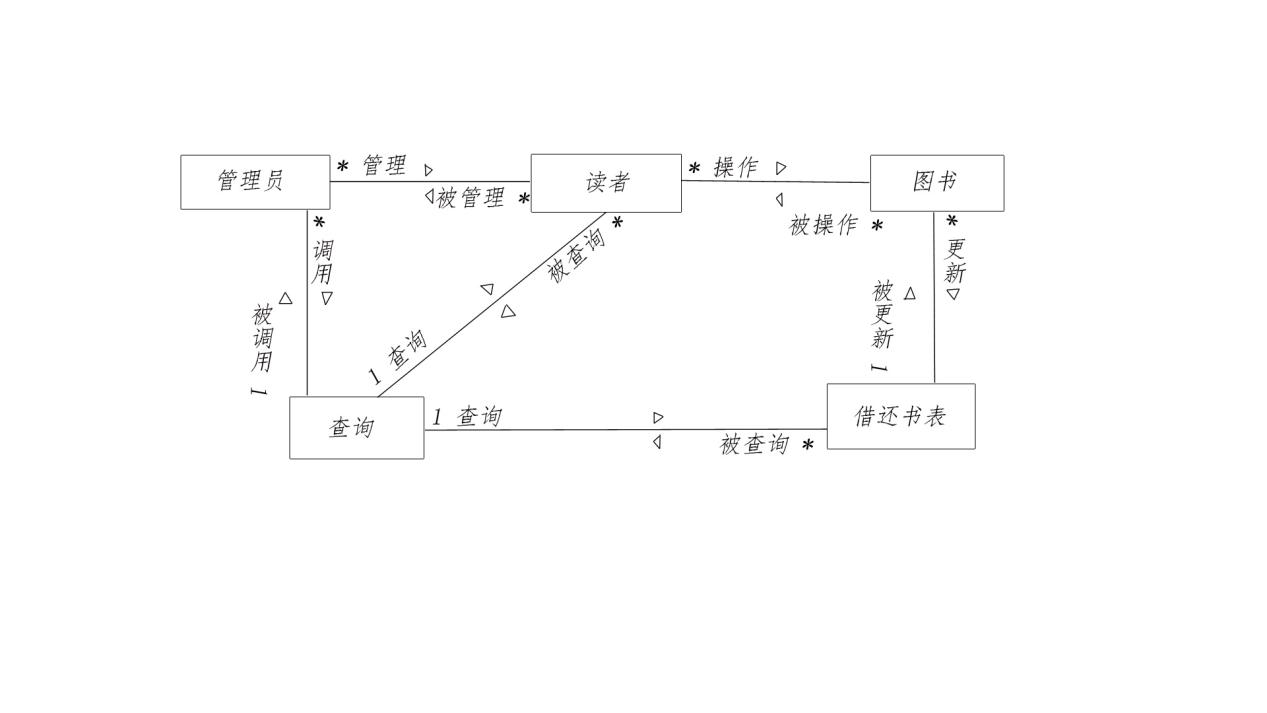 管理员
* 管理
被管理 *
读者
* 操作
被操作 *
图书
* 调用
被调用 1
被查询 *
1 查询
* 更新
被更新 1
查询
1 查询
被查询 *
借还书表